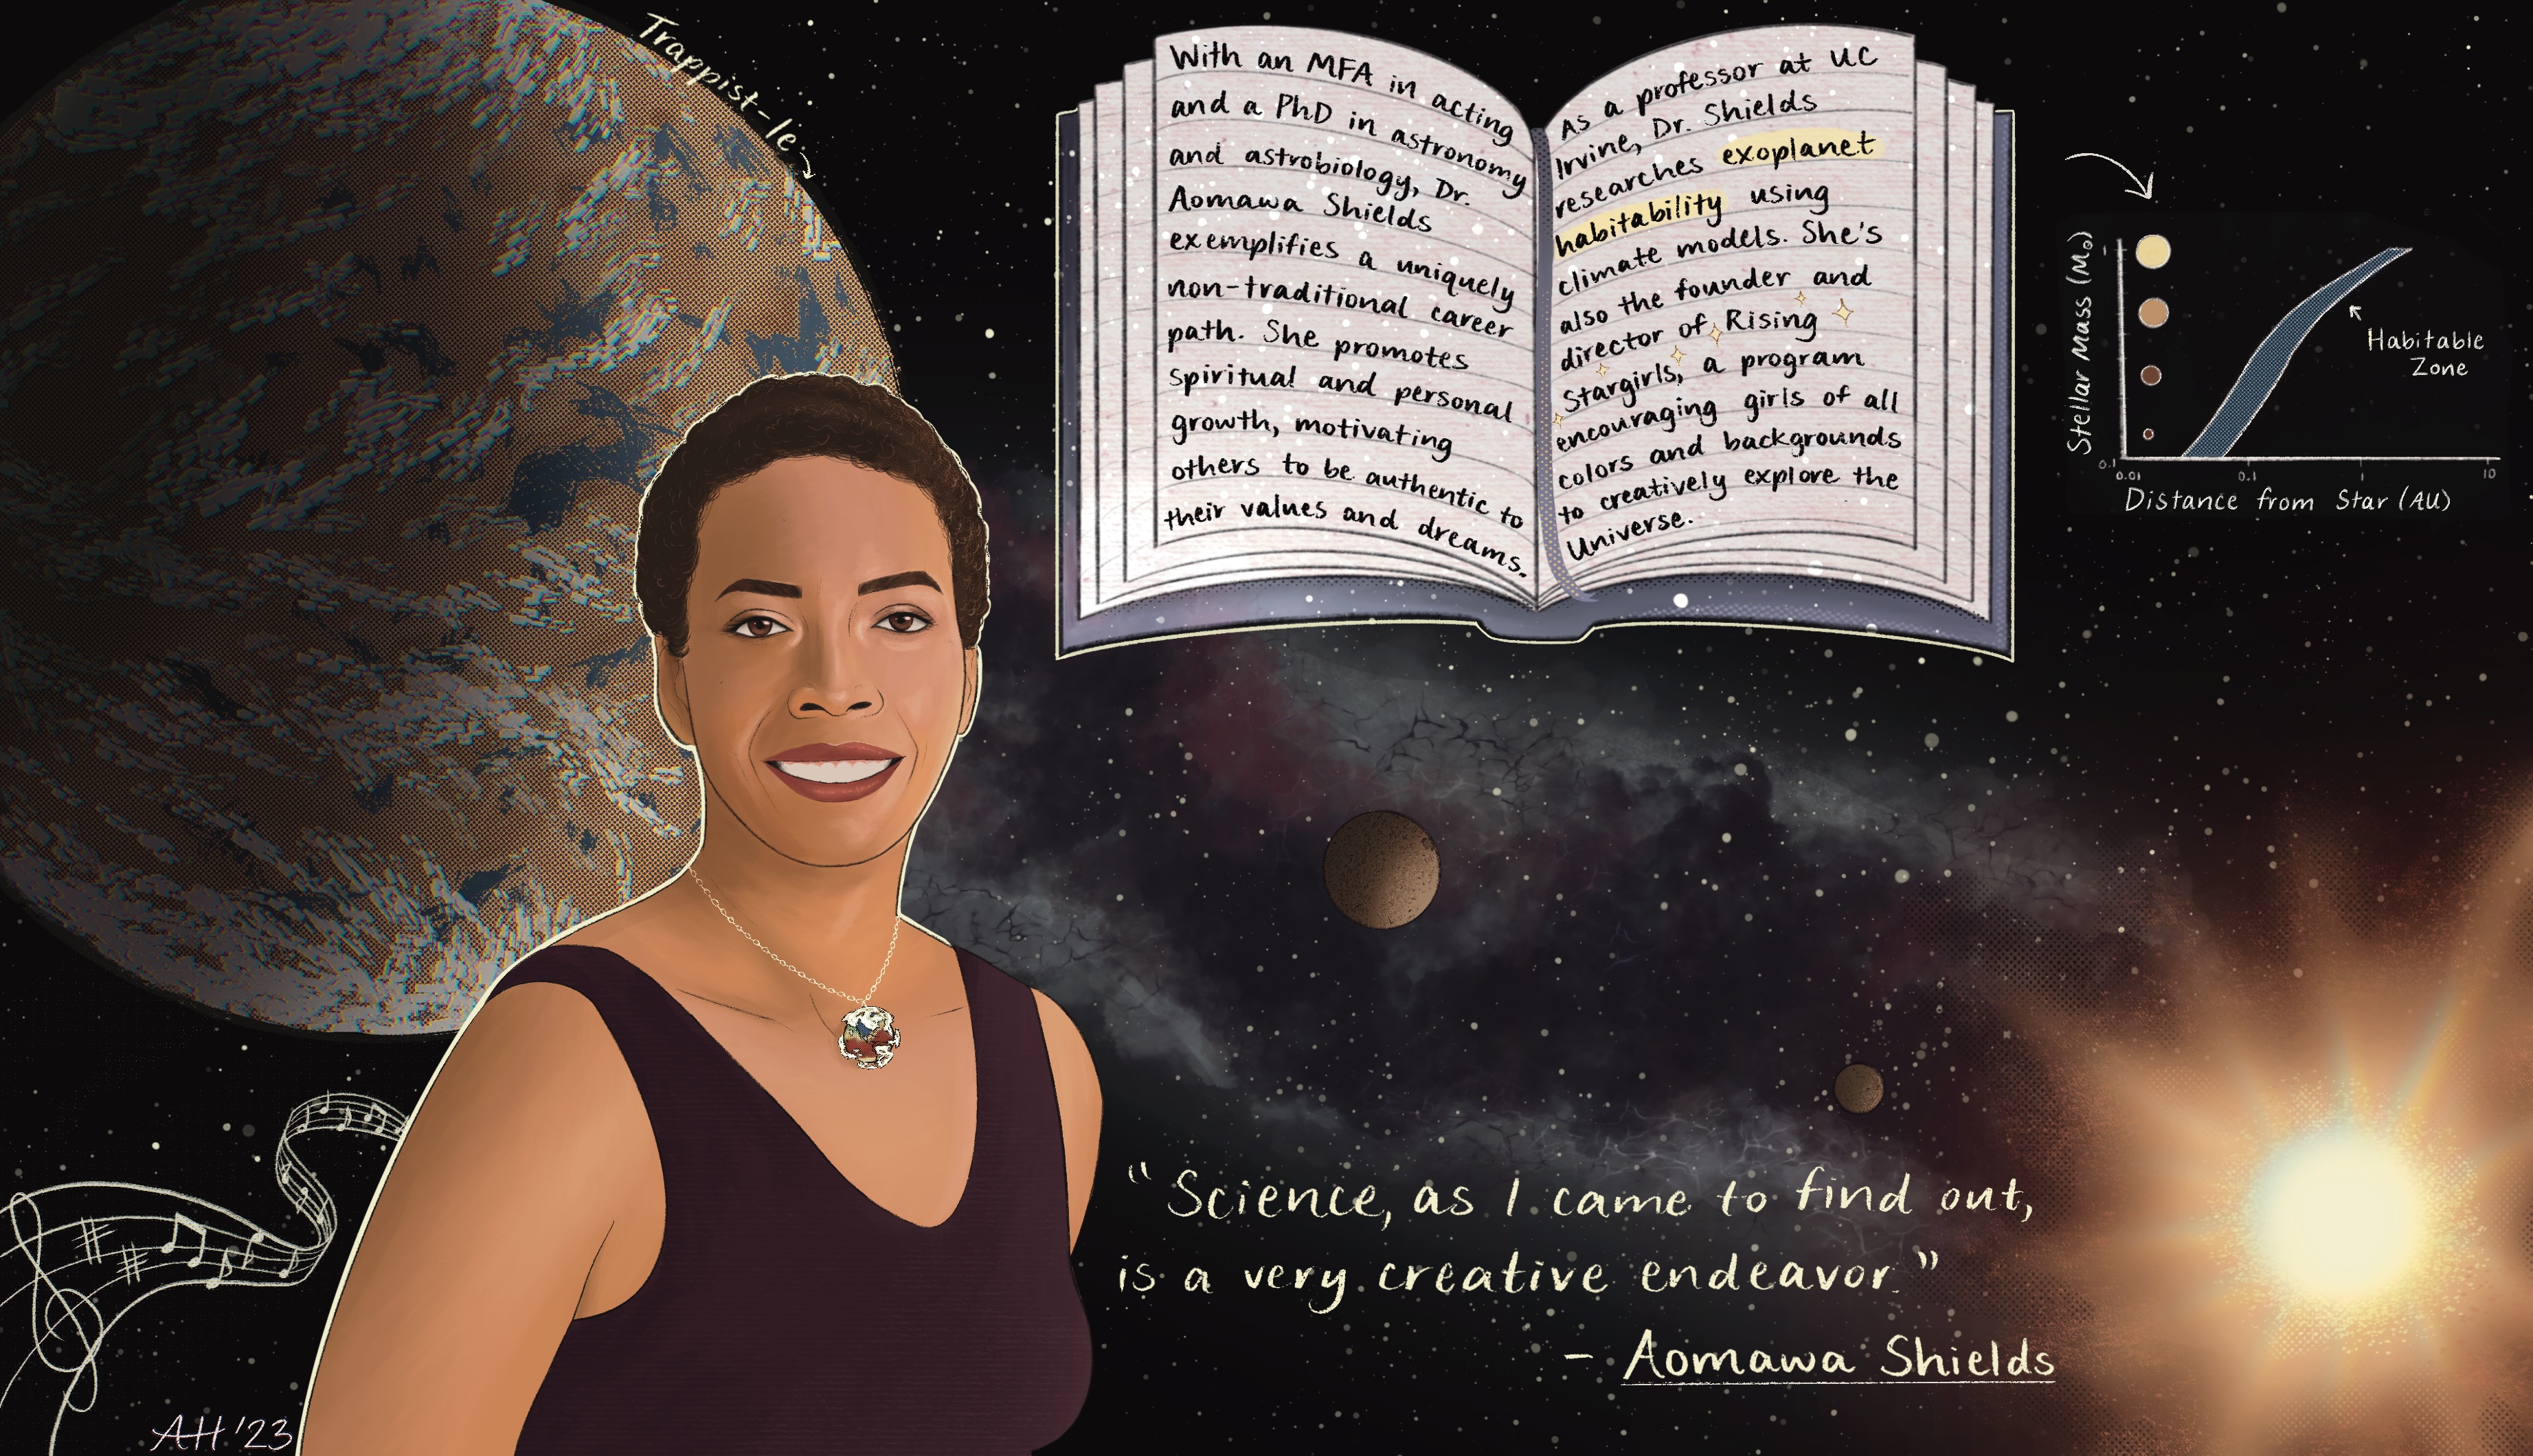 Trappist-1e
With an MFA in acting
and a PhD in astronomy
and astrobiology, Dr.
Aomawa Shields
exemplifies a uniquely
non-traditional career
path. She promotes
spiritual and personal
growth, motivating
others to be authentic to
their values and dreams.
As a professor at UC
Irvine, Dr. Shields
researches exoplanet
habitability using
climate models. She's
also the founder and
director of Rising
Stargirls, a program
encouraging girls of all
colors and backgrounds
to creatively explore the
Universe.
Stellar Mass (M☉)
1
0.1
Habitable
Zone
0.01 0.1 1 10
Distance from Star (AU)
"Science, as I came to find out,
is a very creative endeavor."
- Aomawa Shields
AH '23